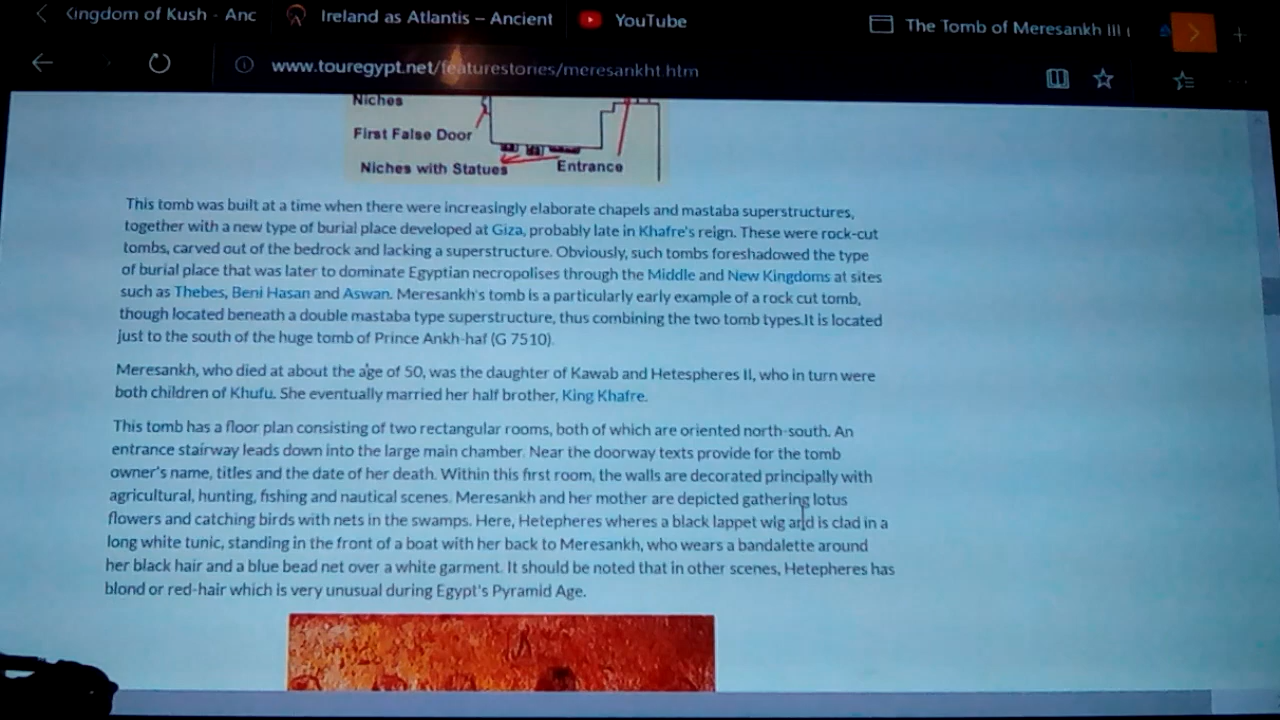 Kingdom of Kush - Anc
Ireland as Atlantis – Ancient
YouTube
The Tomb of Meresankh III
www.touregypt.net/featurestories/meresankht.htm
Niches
First False Door
Niches with Statues
Entrance
This tomb was built at a time when there were increasingly elaborate chapels and mastaba superstructures,
together with a new type of burial place developed at Giza, probably late in Khafre's reign. These were rock-cut
tombs, carved out of the bedrock and lacking a superstructure. Obviously, such tombs foreshadowed the type
of burial place that was later to dominate Egyptian necropolises through the Middle and New Kingdoms at sites
such as Thebes, Beni Hasan and Aswan. Meresankh's tomb is a particularly early example of a rock cut tomb,
though located beneath a double mastaba type superstructure, thus combining the two tomb types.It is located
just to the south of the huge tomb of Prince Ankh-haf (G 7510).
Meresankh, who died at about the age of 50, was the daughter of Kawab and Hetespheres II, who in turn were
both children of Khufu. She eventually married her half brother, King Khafre.
This tomb has a floor plan consisting of two rectangular rooms, both of which are oriented north-south. An
entrance stairway leads down into the large main chamber. Near the doorway texts provide for the tomb
owner's name, titles and the date of her death. Within this first room, the walls are decorated principally with
agricultural, hunting, fishing and nautical scenes. Meresankh and her mother are depicted gathering lotus
flowers and catching birds with nets in the swamps. Here, Hetepheres wheres a black lappet wig and is clad in a
long white tunic, standing in the front of a boat with her back to Meresankh, who wears a bandalette around
her black hair and a blue bead net over a white garment. It should be noted that in other scenes, Hetepheres has
blond or red-hair which is very unusual during Egypt's Pyramid Age.